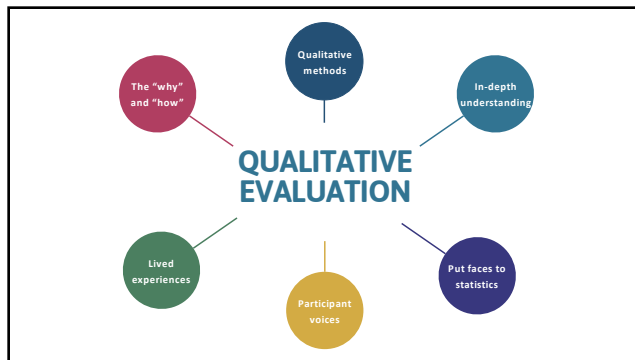 Qualitative
methods
The “why”
and “how”
In-depth
understanding
QUALITATIVE
EVALUATION
Lived
experiences
Participant
voices
Put faces to
statistics